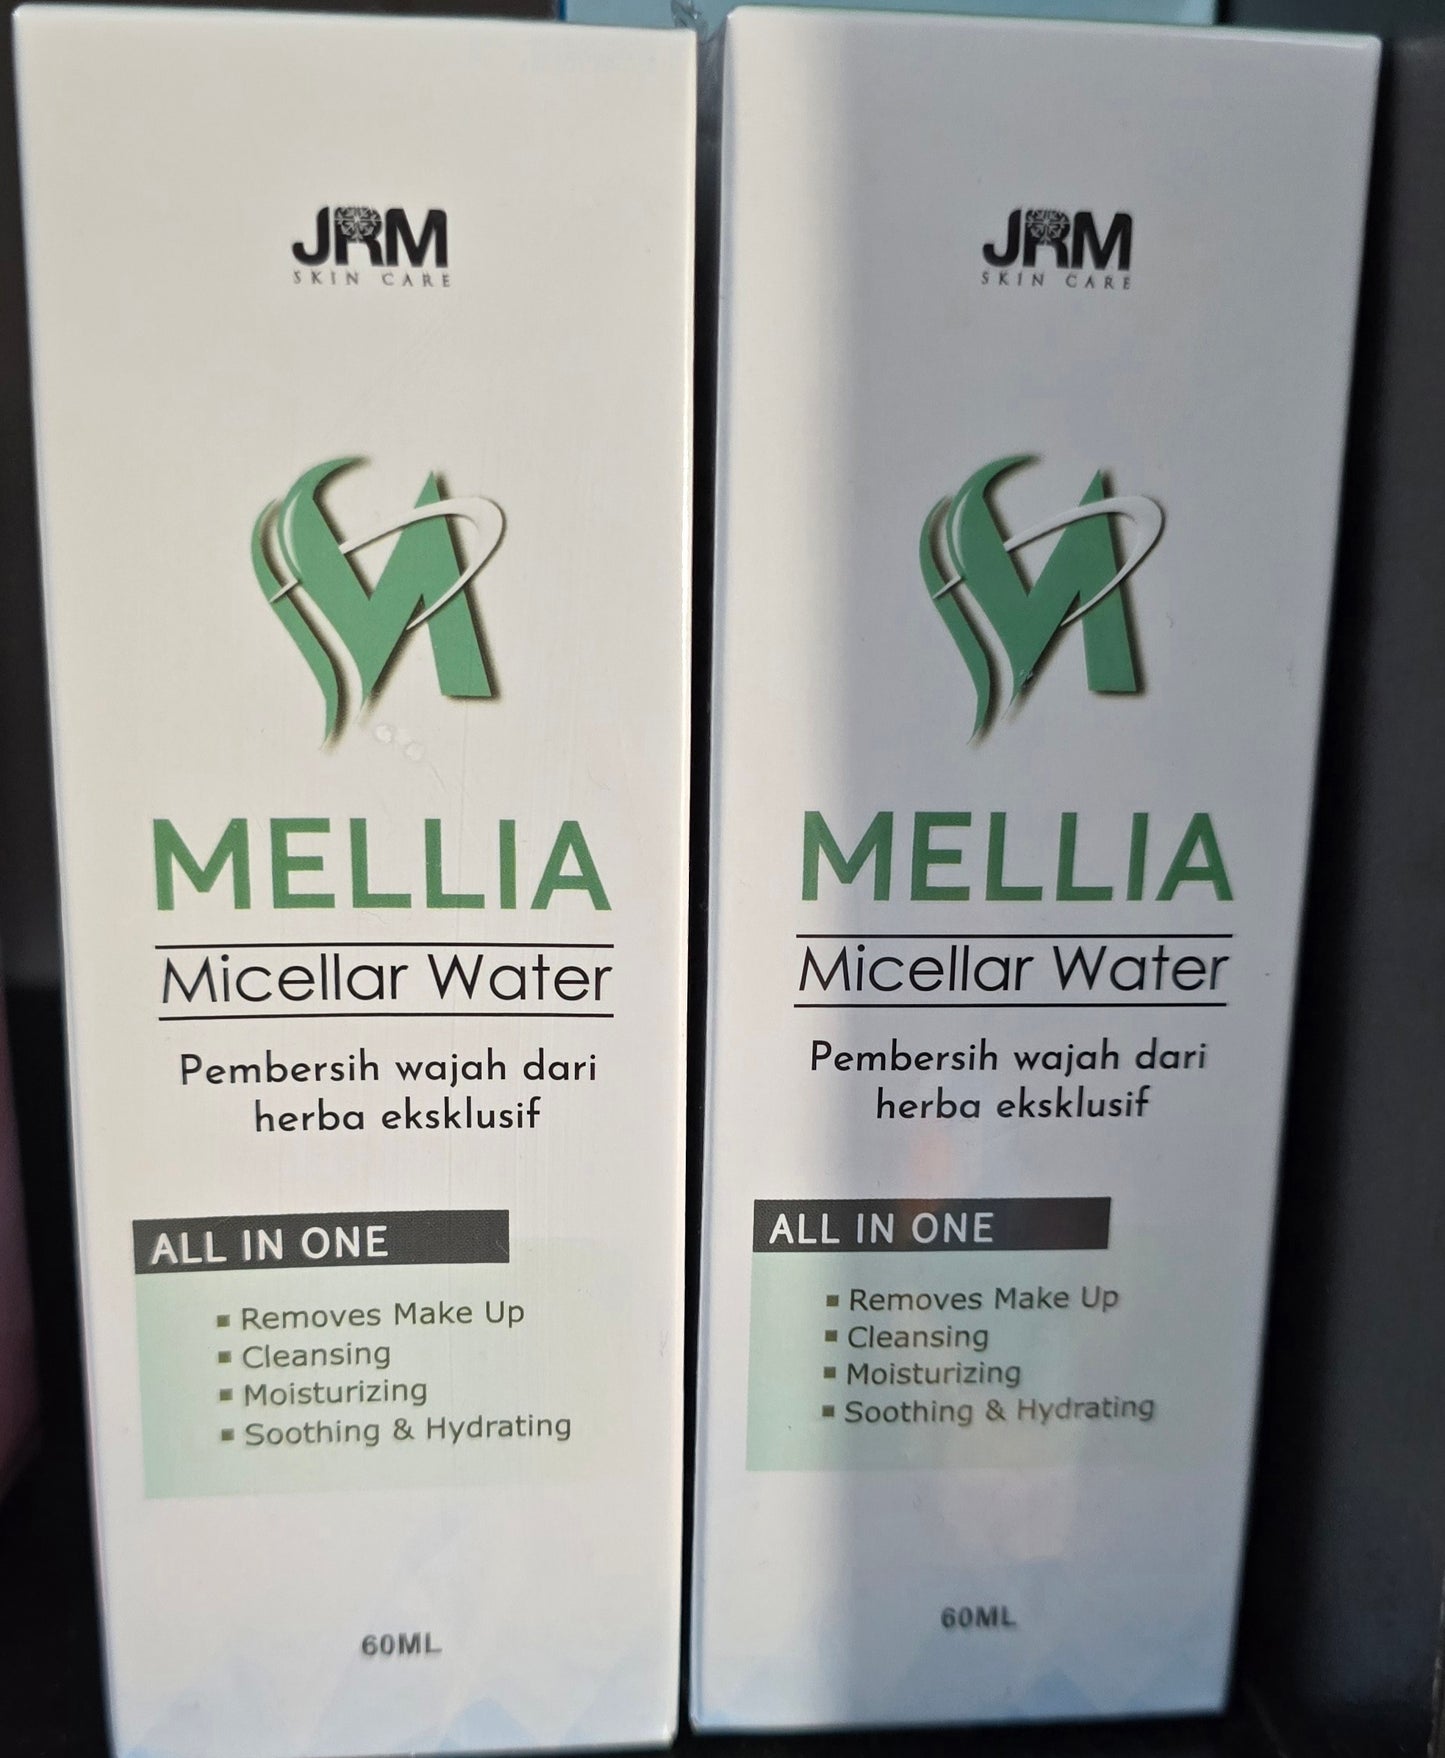 JRM
SKIN CARE
MELLIA
Micellar Water
Pembersih wajah dari
herba eksklusif
ALL IN ONE
▪ Removes Make Up
▪ Cleansing
▪ Moisturizing
▪ Soothing & Hydrating
60ML
JRM
SKIN CARE
MELLIA
Micellar Water
Pembersih wajah dari
herba eksklusif
ALL IN ONE
▪ Removes Make Up
▪ Cleansing
▪ Moisturizing
▪ Soothing & Hydrating
60ML